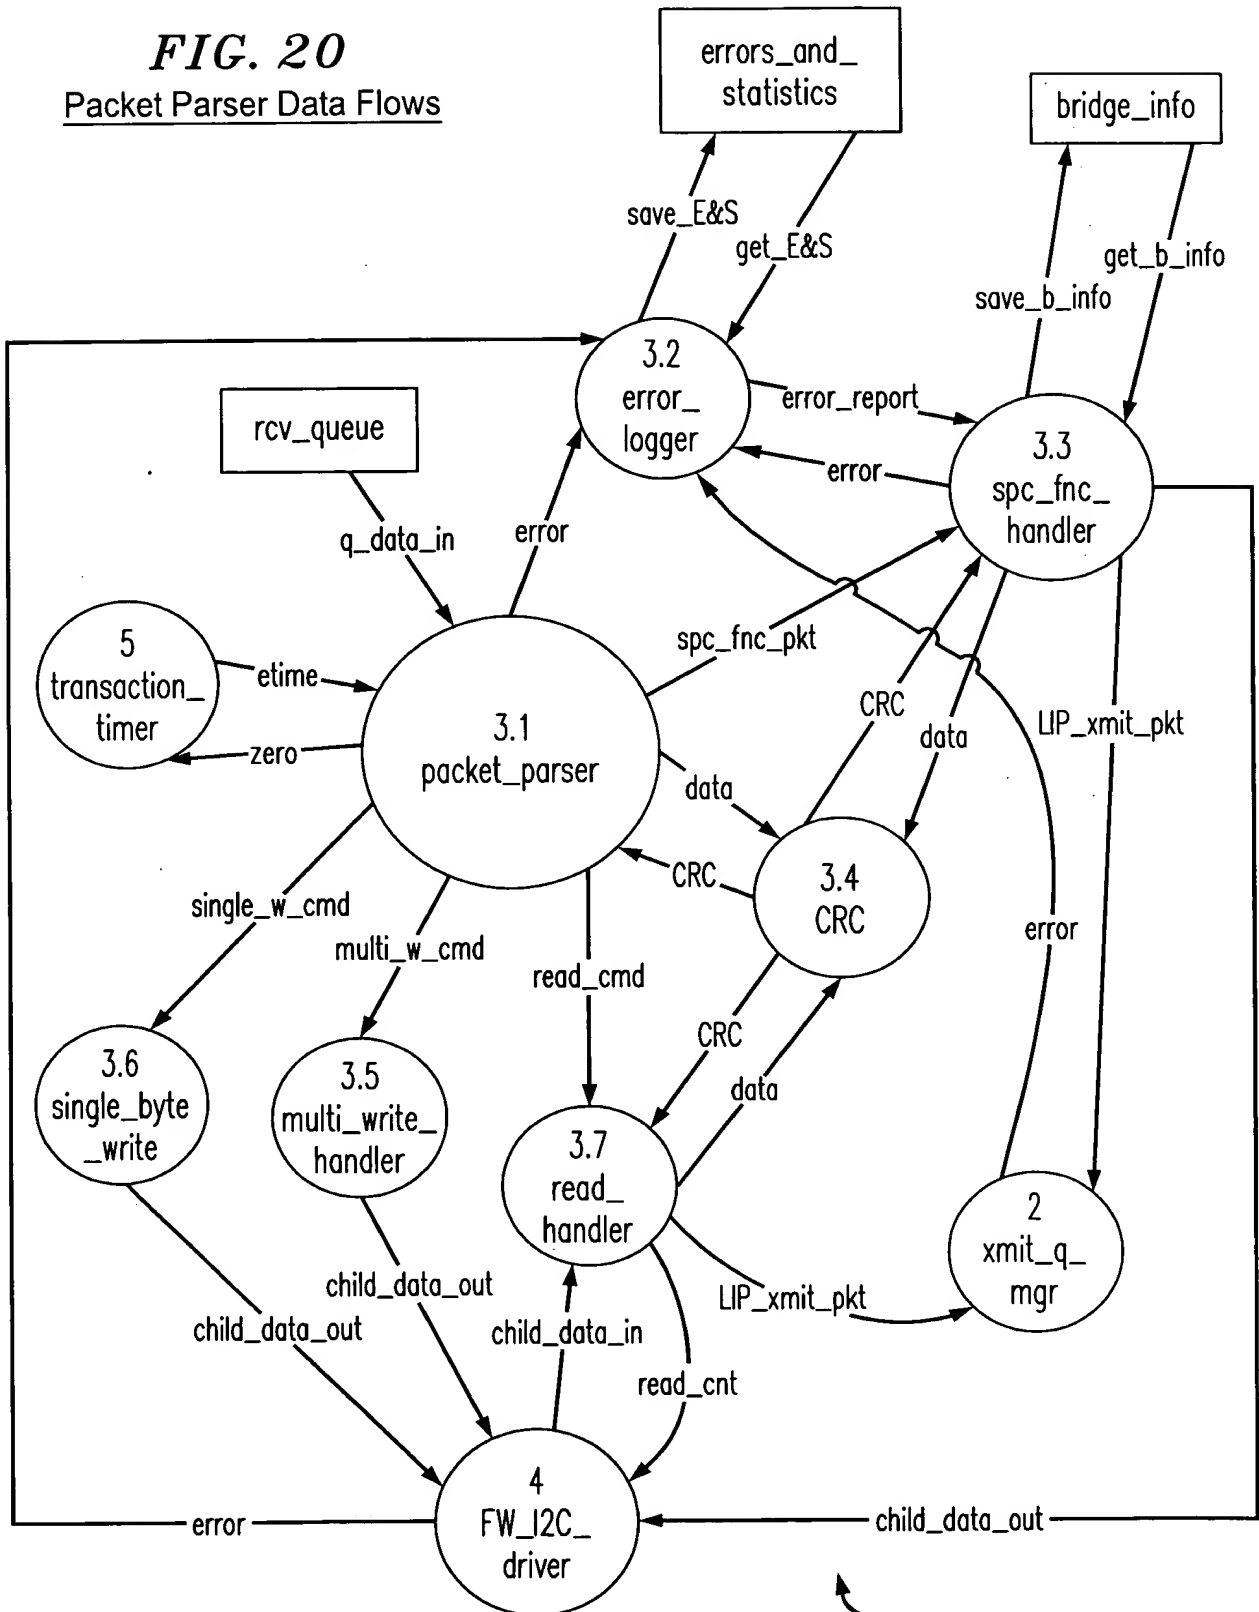 FIG. 20
Packet Parser Data Flows
errors_and_
statistics
bridge_info
save_E&S
get_E&S
get_b_info
save_b_info
3.2
error_
logger
error_report
rcv_queue
3.3
spc_fnc_
handler
error
q_data_in
error
5
transaction_
timer
etime
spc_fnc_pkt
3.1
packet_parser
CRC
data
LIP_xmit_pkt
zero
data
CRC
3.4
CRC
single_w_cmd
multi_w_cmd
read_cmd
error
CRC
data
3.6
single_byte
_write
3.5
multi_write_
handler
3.7
read_
handler
2
xmit_q_
mgr
child_data_out
child_data_out
child_data_in
LIP_xmit_pkt
read_cnt
4
FW_I2C_
driver
error
child_data_out